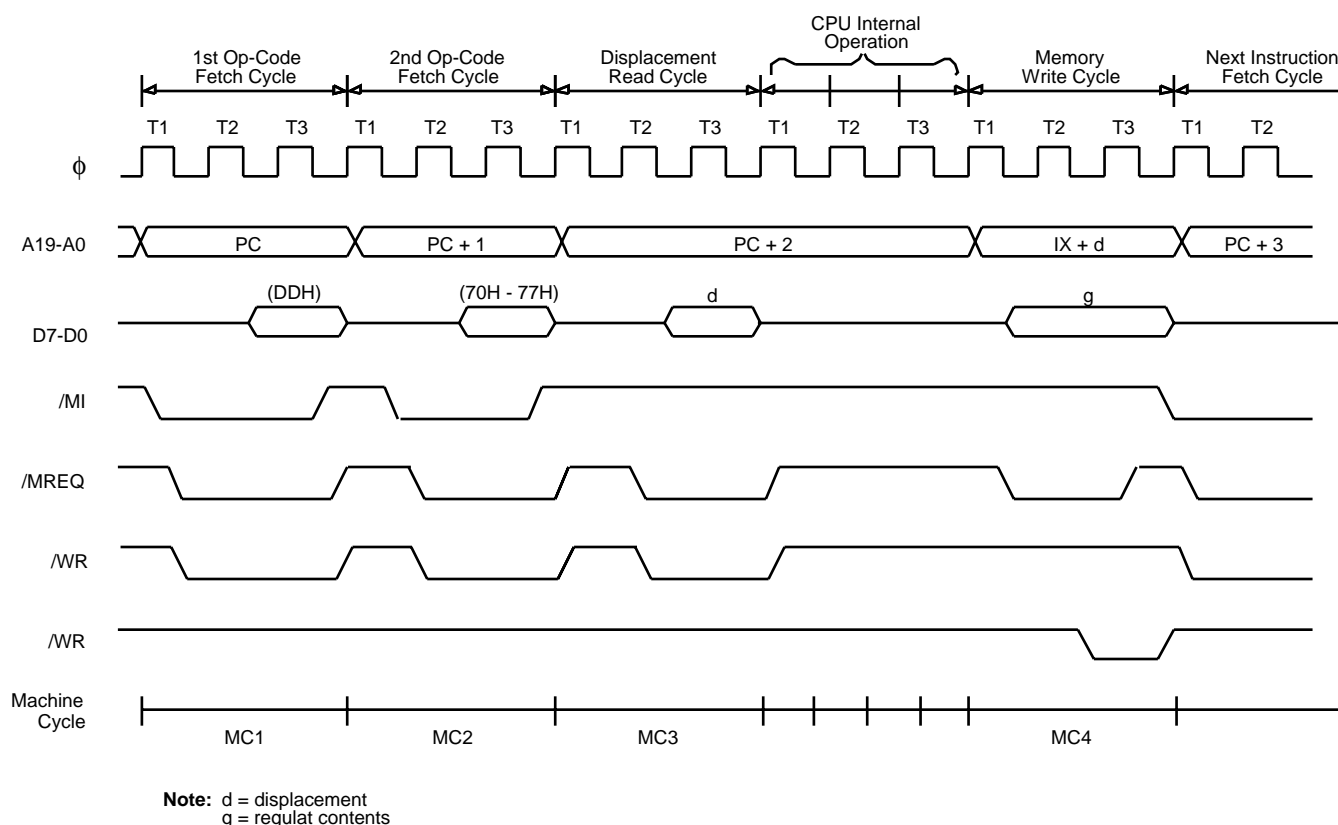 CPU Internal
Operation
1st Op-Code
Fetch Cycle
2nd Op-Code
Fetch Cycle
Displacement
Read Cycle
Memory
Write Cycle
Next Instruction
Fetch Cycle
T1 T2 T3 T1 T2 T3 T1 T2 T3 T1 T2 T3 T1 T2 T3 T1 T2
ϕ
A19-A0 PC PC + 1 PC + 2 IX + d PC + 3
(DDH) (70H - 77H) d g
D7-D0
/MI
/MREQ
/WR
/WR
Machine
Cycle
MC1 MC2 MC3 MC4
Note: d = displacement
g = regulat contents